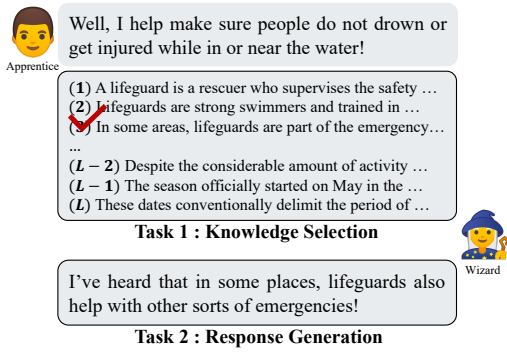 Well, I help make sure people do not drown or
get injured while in or near the water!
Apprentice
(1) A lifeguard is a rescuer who supervises the safety …
(2) Lifeguards are strong swimmers and trained in …
(3) In some areas, lifeguards are part of the emergency…
...
(L − 2) Despite the considerable amount of activity …
(L − 1) The season officially started on May in the …
(L) These dates conventionally delimit the period of …
Task 1 : Knowledge Selection
Wizard
I've heard that in some places, lifeguards also
help with other sorts of emergencies!
Task 2 : Response Generation